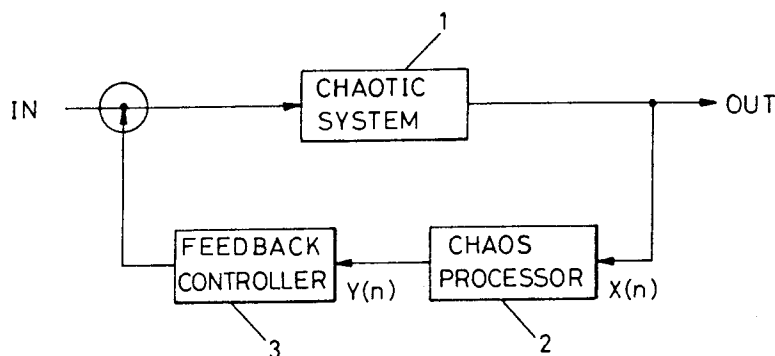 1
IN
CHAOTIC
SYSTEM
OUT
FEEDBACK
CONTROLLER
Y(n)
CHAOS
PROCESSOR
X(n)
3
2